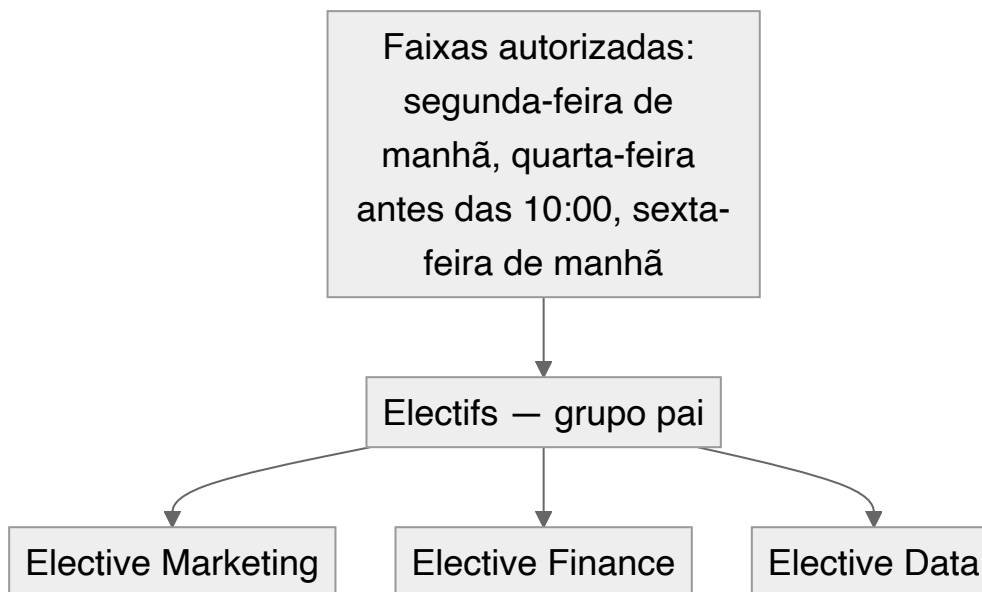 Faixas autorizadas:
segunda-feira de
manhã, quarta-feira
antes das 10:00, sexta-
feira de manhã
Electifs — grupo pai
Elective Marketing
Elective Finance
Elective Data